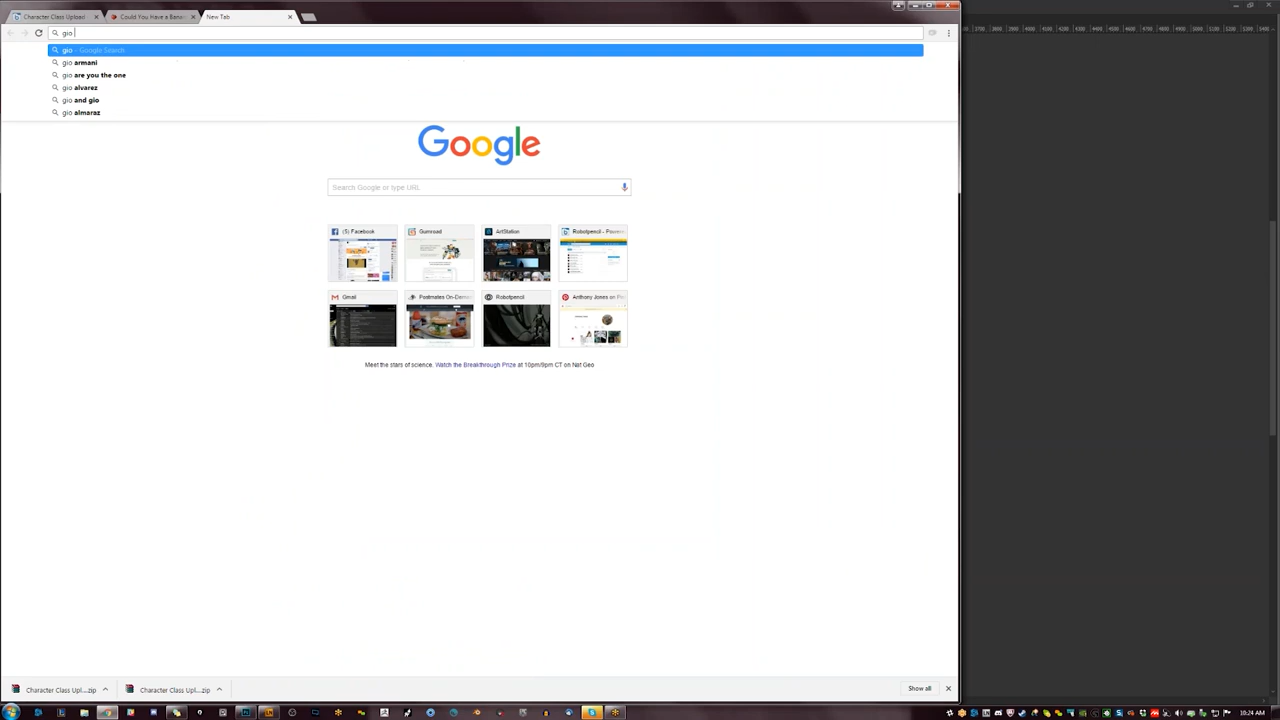 Character Class Upload
Could You Have a Bana
New Tab
gio
gio - Google Search
gio armani
gio are you the one
gio alvarez
gio and gio
gio almaraz
Google
Search Google or type URL
(5) Facebook
Gumroad
ArtStation
Robotpencil - Power
Gmail
Postmates On-Dem
Robotpencil
Anthony Jones on Pi
Meet the stars of science. Watch the Breakthrough Prize at 10pm/9pm CT on Nat Geo
Character Class Upl....zip
Character Class Upl....zip
Show all
10:24 AM